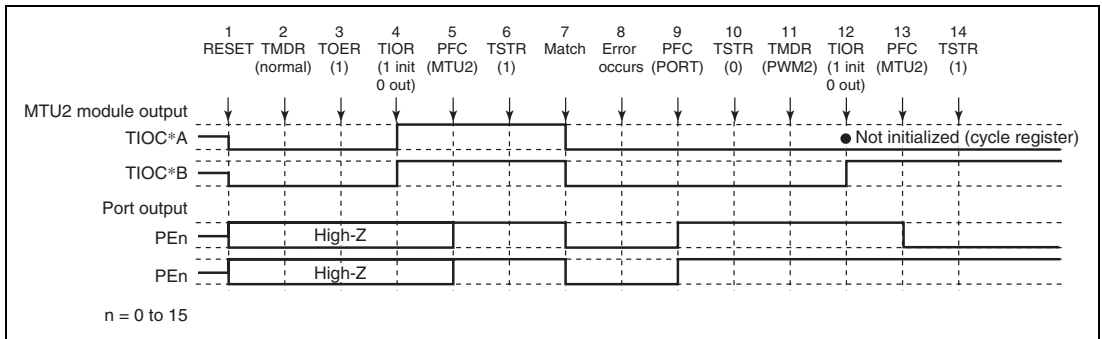 1 2 3 4 5 6 7 8 9 10 11 12 13 14
RESET TMDR TOER TIOR PFC TSTR Match Error PFC TSTR TMDR TIOR PFC TSTR
(normal) (1) (1 init (MTU2) (1) occurs (PORT) (0) (PWM2) (1 init (MTU2) (1)
0 out) 0 out)
MTU2 module output
TIOC*A ● Not initialized (cycle register)
TIOC*B
Port output
PEn High-Z
PEn High-Z
n = 0 to 15